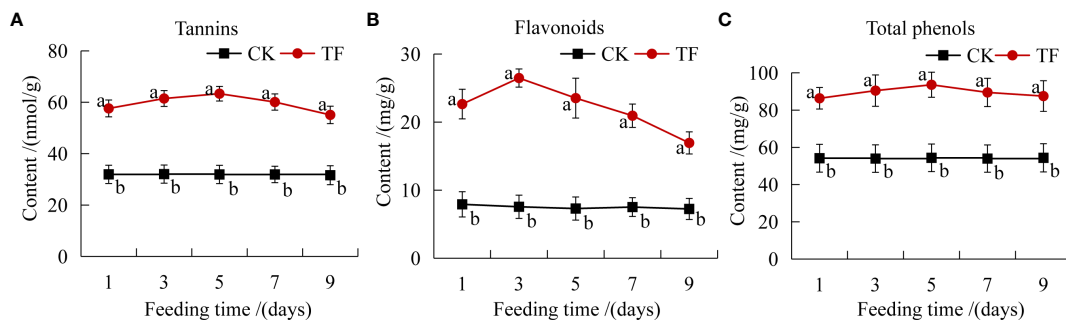 A
Tannins
CK TF
Content /(nmol/g)
80
60
40
20
0
a a a a a
b b b b b
1 3 5 7 9
Feeding time /(days)
B
Flavonoids
CK TF
Content /(mg/g)
30
20
10
0
a a a a a
b b b b b
1 3 5 7 9
Feeding time /(days)
C
Total phenols
CK TF
Content /(mg/g)
100
80
60
40
20
0
a a a a a
b b b b b
1 3 5 7 9
Feeding time /(days)